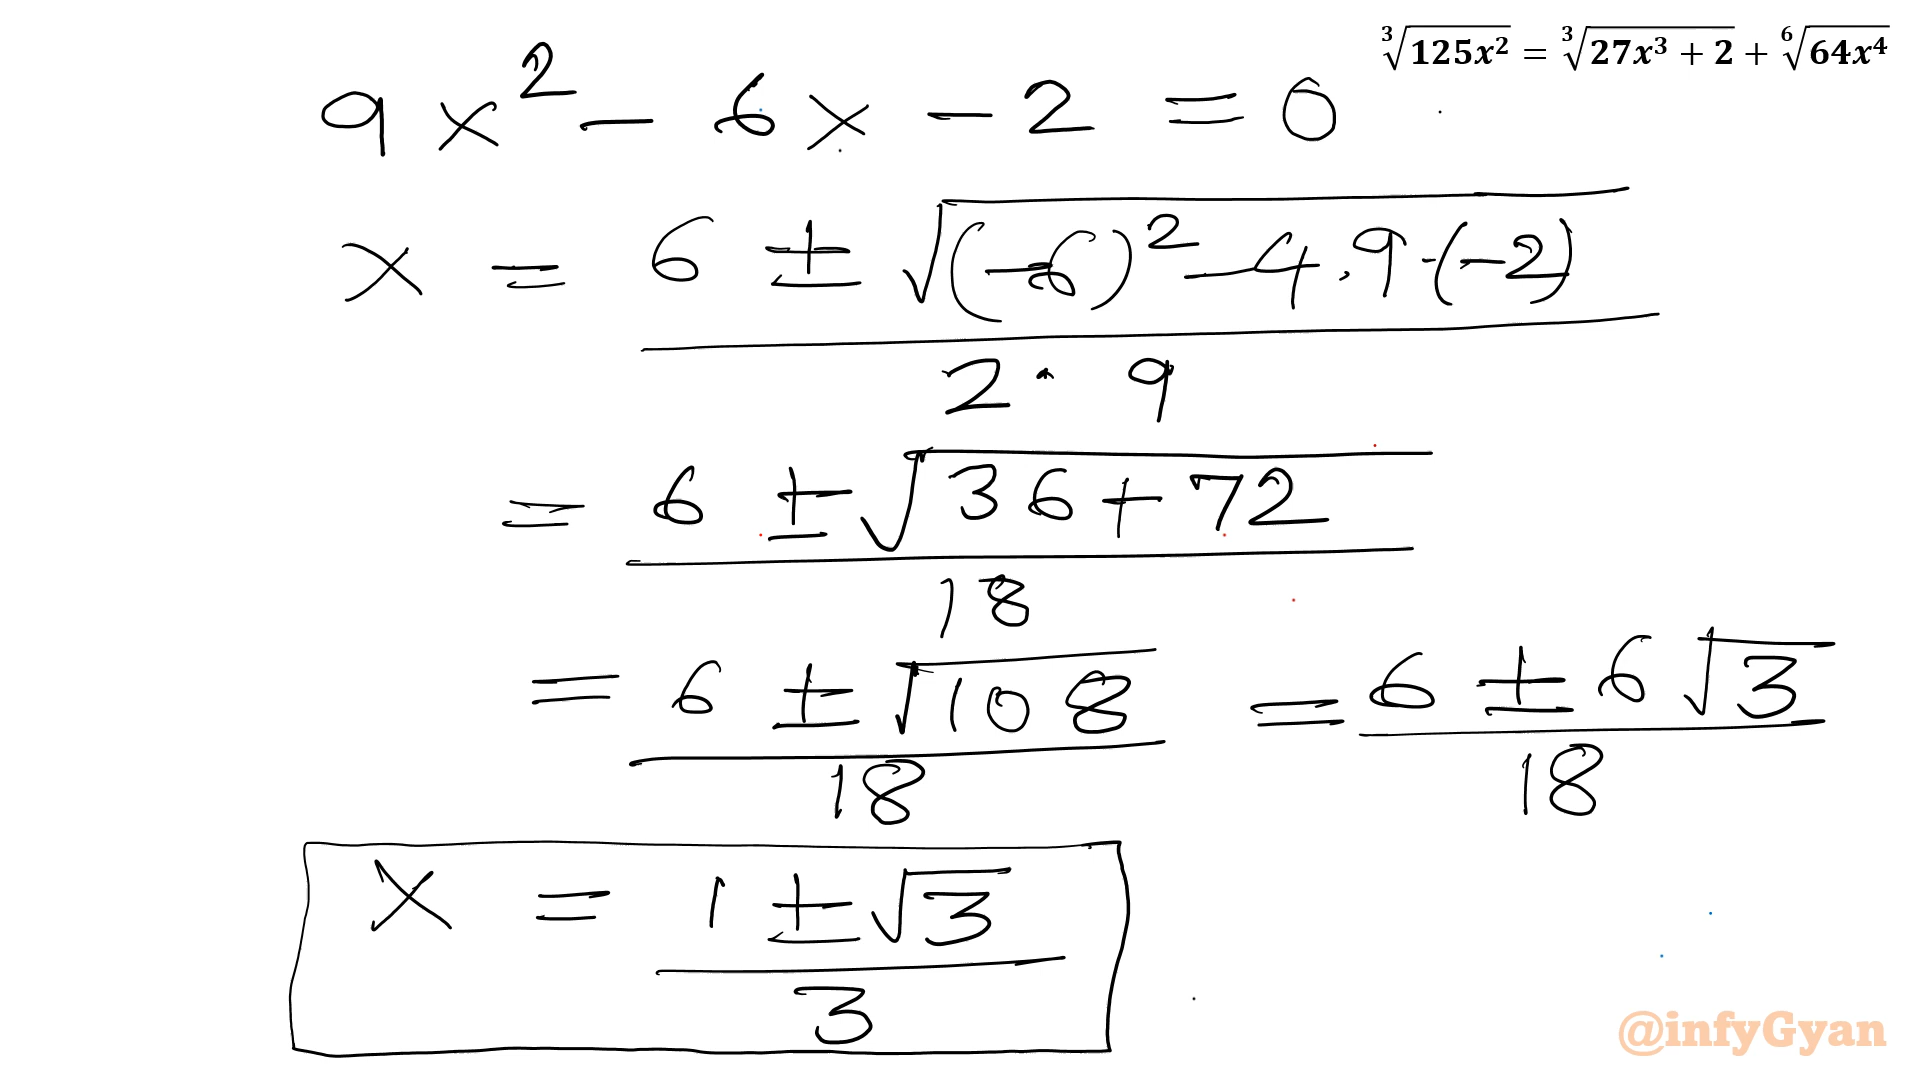 ∛(125x²) = ∛(27x³ + 2) + ⁶√(64x⁴)
9x² - 6x - 2 = 0
x = (6 ± √((-6)² - 4.9.(-2))) / (2 · 9)
= (6 ± √(36 + 72)) / 18
= (6 ± √108) / 18 = (6 ± 6√3) / 18
x = (1 ± √3) / 3
@infyGyan